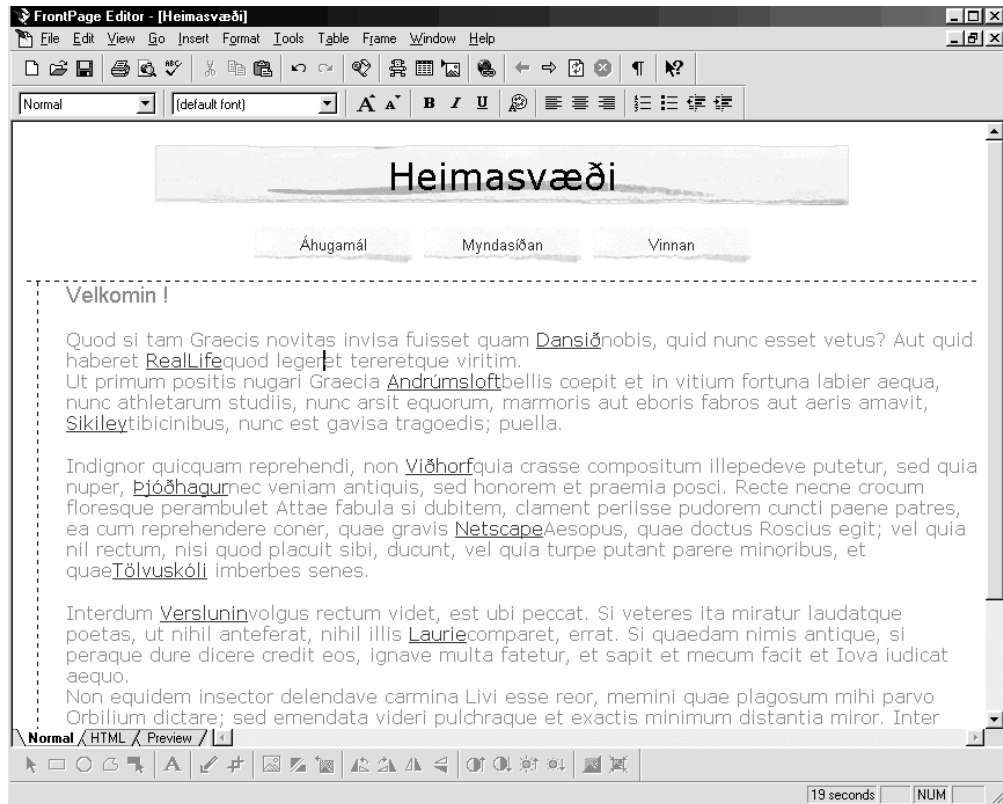 FrontPage Editor - [Heimasvæði]
File Edit View Go Insert Format Tools Table Frame Window Help
Normal (default font)
Heimasvæði
Áhugamál Myndasíðan Vinnan
Velkomin !
Quod si tam Graecis novitas invisa fuisset quam Dansiðnobis, quid nunc esset vetus? Aut quid
haberet RealLifequod legeret tereretque viritim.
Ut primum positis nugari Graecia Andrúmsloftbellis coepit et in vitium fortuna labier aequa,
nunc athletarum studiis, nunc arsit equorum, marmoris aut eboris fabros aut aeris amavit,
Sikileytibicinibus, nunc est gavisa tragoedis; puella.
Indignor quicquam reprehendi, non Viðhorfquia crasse compositum illepedeve putetur, sed quia
nuper, Þjóðhagurnec veniam antiquis, sed honorem et praemia posci. Recte necne crocum
floresque perambulet Attae fabula si dubitem, clament periisse pudorem cuncti paene patres,
ea cum reprehendere coner, quae gravis NetscapeAesopus, quae doctus Roscius egit; vel quia
nil rectum, nisi quod placuit sibi, ducunt, vel quia turpe putant parere minoribus, et
quaeTölvuskóli imberbes senes.
Interdum Versluninvolgus rectum videt, est ubi peccat. Si veteres ita miratur laudatque
poetas, ut nihil anteferat, nihil illis Lauriecomparet, errat. Si quaedam nimis antique, si
peraque dure dicere credit eos, ignave multa fatetur, et sapit et mecum facit et Iova iudicat
aequo.
Non equidem insector delendave carmina Livi esse reor, memini quae plagosum mihi parvo
Orbilium dictare; sed emendata videri pulchraque et exactis minimum distantia miror. Inter
Normal HTML Preview
19 seconds NUM